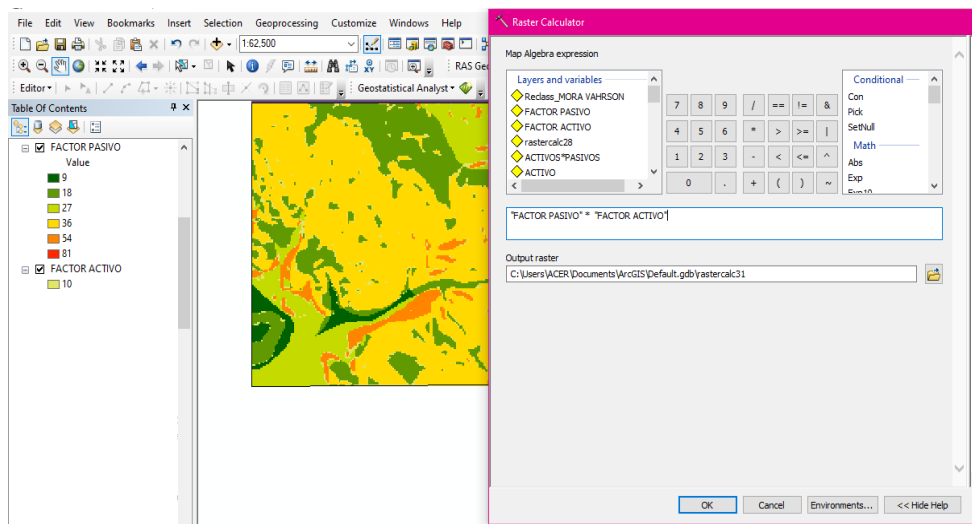 File Edit View Bookmarks Insert Selection Geoprocessing Customize Windows Help
1:62,500
RAS Geo
Editor
Geostatistical Analyst
Table Of Contents
FACTOR PASIVO
Value
9
18
27
36
54
81
FACTOR ACTIVO
10
Raster Calculator
Map Algebra expression
Layers and variables
Reclass_MORA VAHRSON
FACTOR PASIVO
FACTOR ACTIVO
rastercalc28
ACTIVOS*PASIVOS
ACTIVO
7 8 9 / == != &
4 5 6 * > >= |
1 2 3 - < <= ^
0 . + ( ) ~
Conditional
Con
Pick
SetNull
Math
Abs
Exp
Exp10
"FACTOR PASIVO" * "FACTOR ACTIVO"
Output raster
C:\Users\ACER\Documents\ArcGIS\Default.gdb\rastercalc31
OK Cancel Environments... << Hide Help